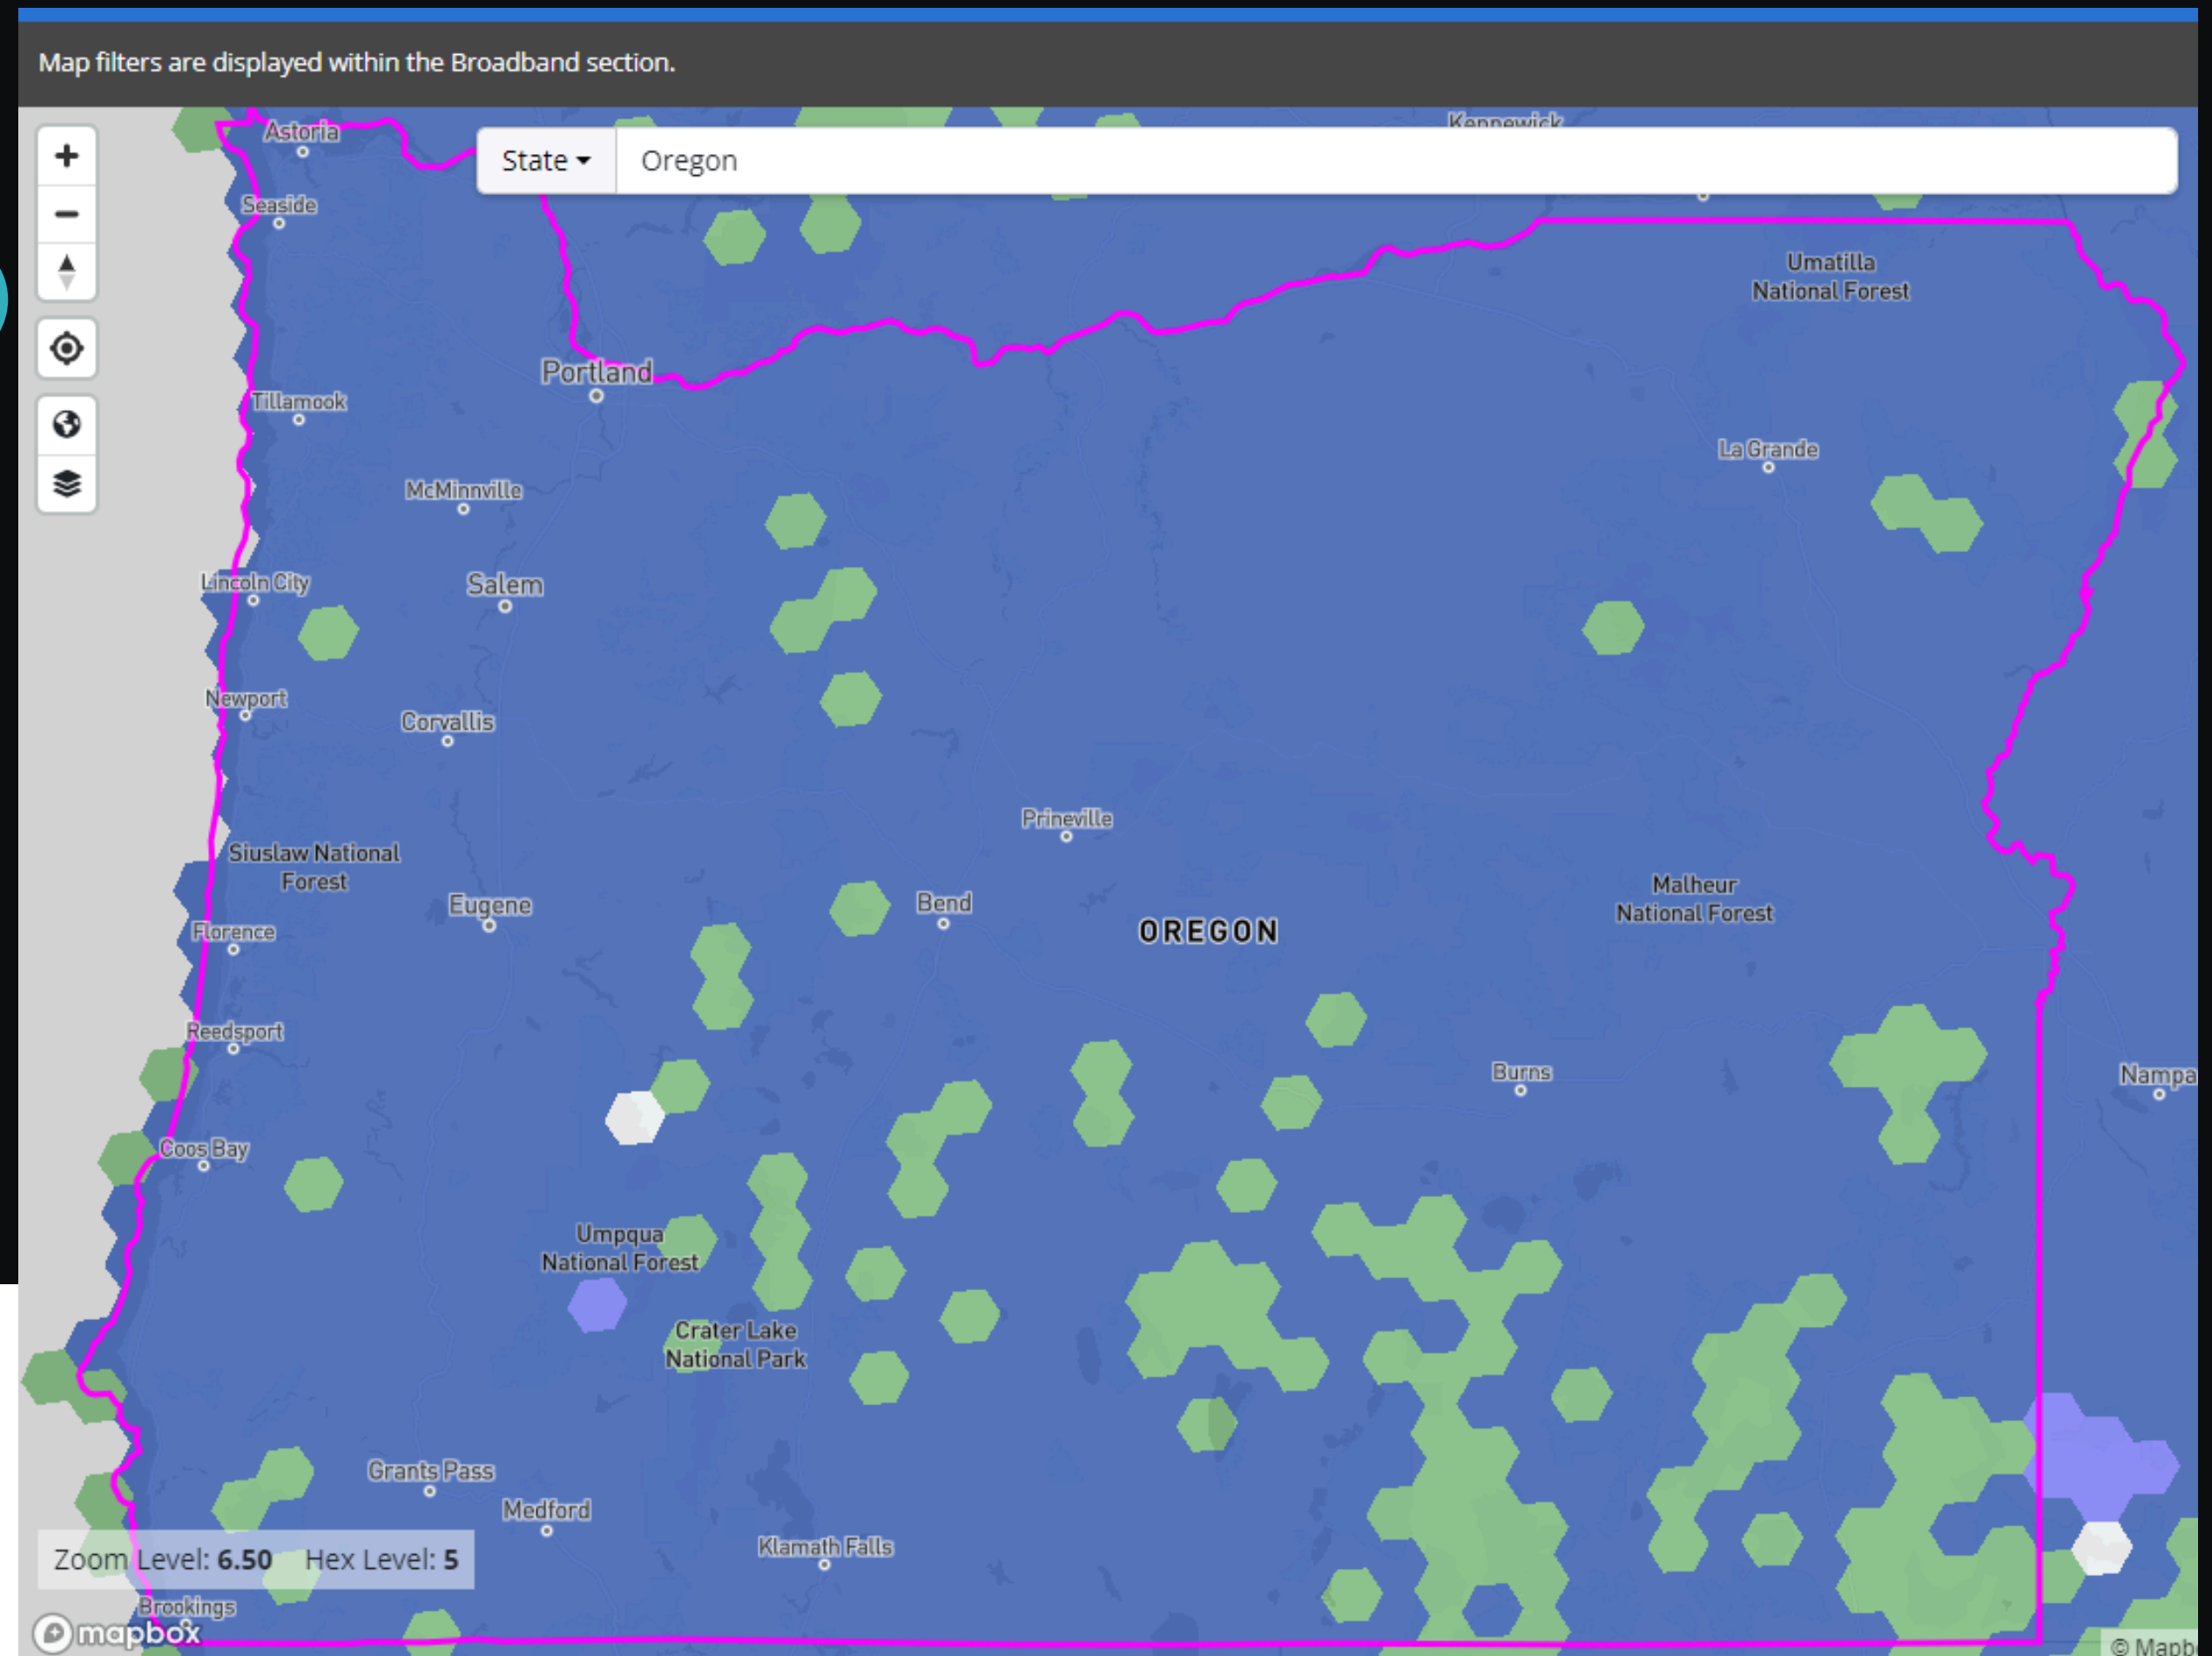 Map filters are displayed within the Broadband section.
Astoria
Kennewick
State
Oregon
Seaside
Umatilla
National Forest
Portland
Tillamook
La Grande
McMinnville
Lincoln City
Salem
Newport
Corvallis
Prineville
Siuslaw National
Forest
Malheur
National Forest
Eugene
Bend
OREGON
Florence
Reedsport
Burns
Nampa
Coos Bay
Umpqua
National Forest
Crater Lake
National Park
Grants Pass
Medford
Klamath Falls
Zoom Level: 6.50 Hex Level: 5
Brookings
mapbox
© Mapb